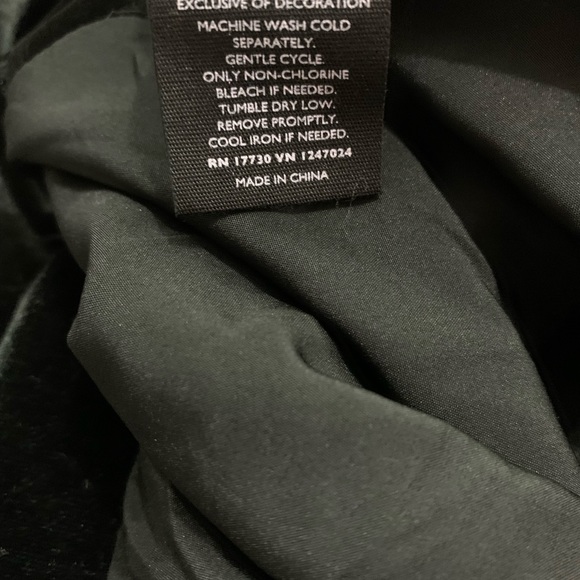 EXCLUSIVE OF DECORATION
MACHINE WASH COLD
SEPARATELY.
GENTLE CYCLE.
ONLY NON-CHLORINE
BLEACH IF NEEDED.
TUMBLE DRY LOW.
REMOVE PROMPTLY.
COOL IRON IF NEEDED.
RN 17730 VN 1247024
MADE IN CHINA